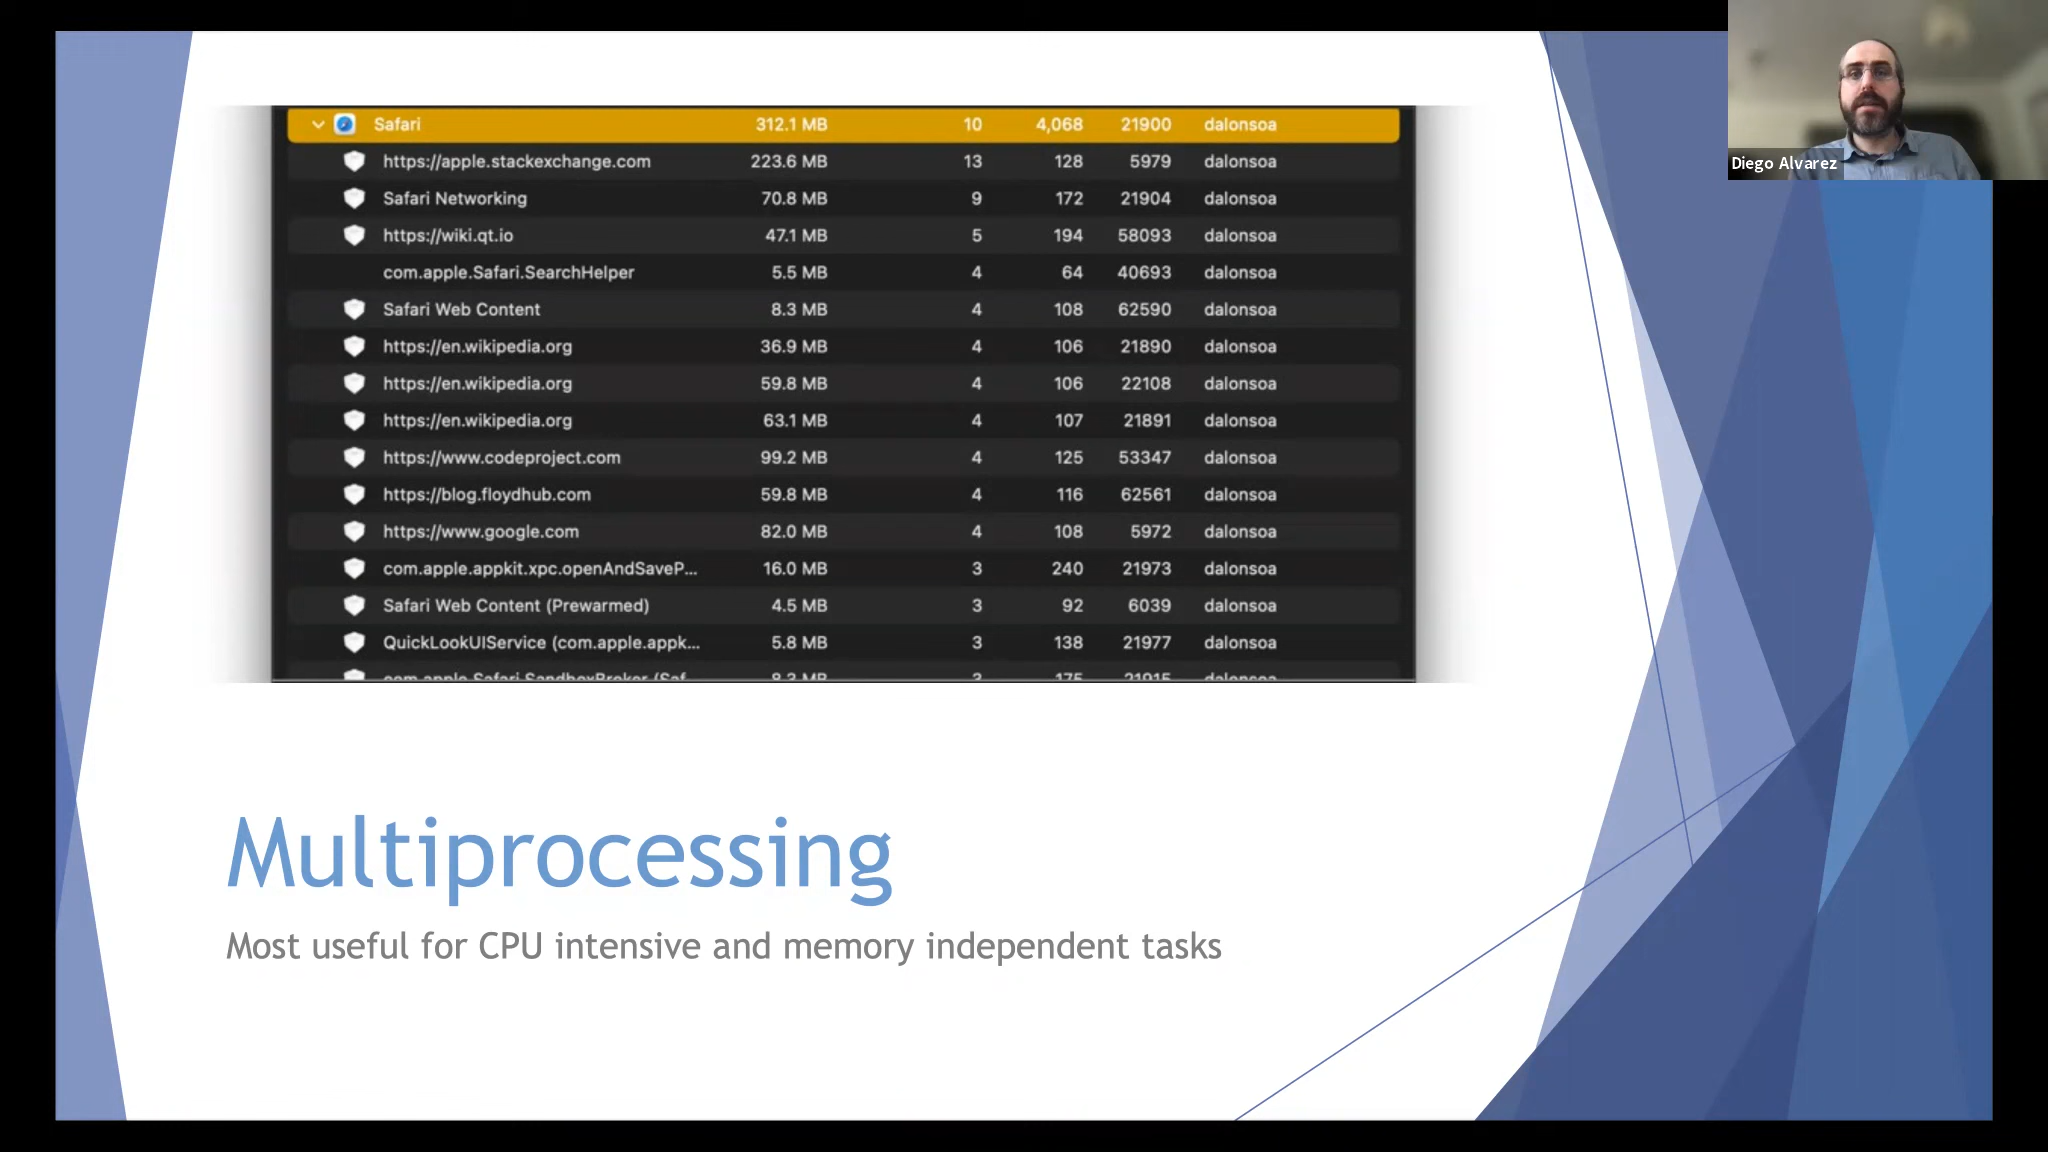 Safari 312.1 MB 10 4,068 21900 dalonsoa
https://apple.stackexchange.com 223.6 MB 13 128 5979 dalonsoa
Safari Networking 70.8 MB 9 172 21904 dalonsoa
https://wiki.qt.io 47.1 MB 5 194 58093 dalonsoa
com.apple.Safari.SearchHelper 5.5 MB 4 64 40693 dalonsoa
Safari Web Content 8.3 MB 4 108 62590 dalonsoa
https://en.wikipedia.org 36.9 MB 4 106 21890 dalonsoa
https://en.wikipedia.org 59.8 MB 4 106 22108 dalonsoa
https://en.wikipedia.org 63.1 MB 4 107 21891 dalonsoa
https://www.codeproject.com 99.2 MB 4 125 53347 dalonsoa
https://blog.floydhub.com 59.8 MB 4 116 62561 dalonsoa
https://www.google.com 82.0 MB 4 108 5972 dalonsoa
com.apple.appkit.xpc.openAndSaveP... 16.0 MB 3 240 21973 dalonsoa
Safari Web Content (Prewarmed) 4.5 MB 3 92 6039 dalonsoa
QuickLookUIService (com.apple.appk... 5.8 MB 3 138 21977 dalonsoa
com.apple.Safari.SandboxBroker (Saf
Diego Alvarez
Multiprocessing
Most useful for CPU intensive and memory independent tasks